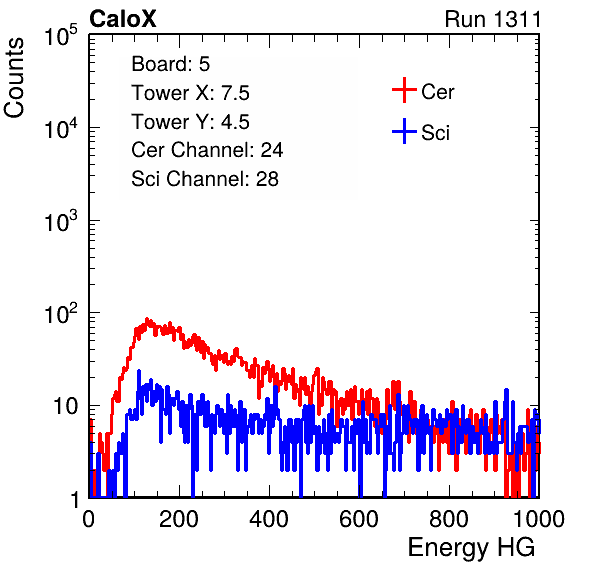 CaloX Run 1311
Counts
10^5
10^4
10^3
10^2
10
1
Board: 5
Tower X: 7.5
Tower Y: 4.5
Cer Channel: 24
Sci Channel: 28
Cer
Sci
0 200 400 600 800 1000
Energy HG